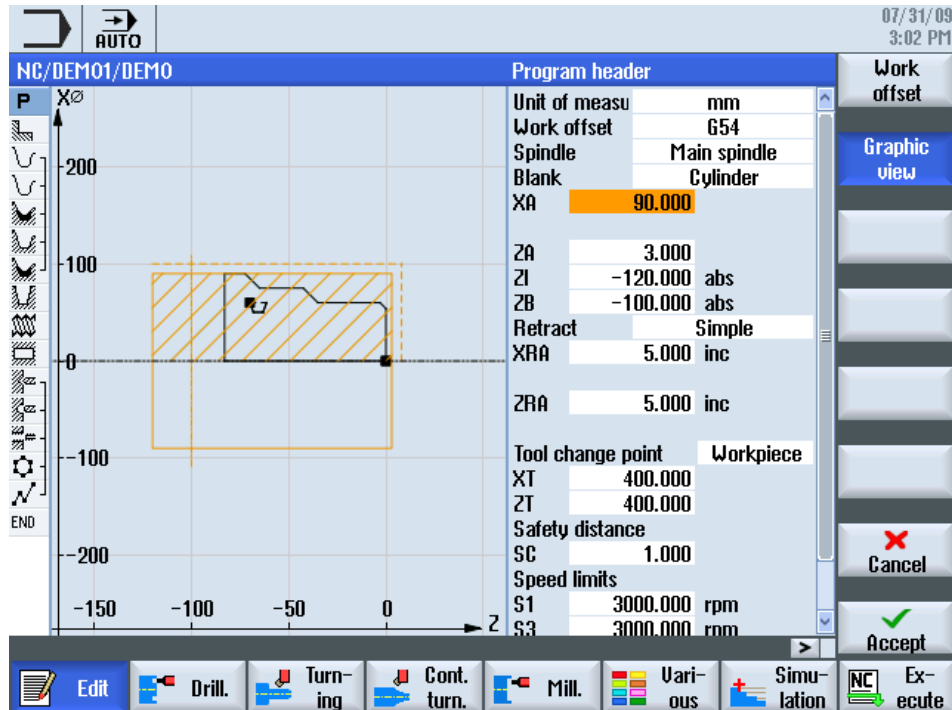 07/31/09
3:02 PM
AUTO
NC/DEMO1/DEMO
Program header
Work offset
P
X∅
Unit of measu mm
Work offset G54
Graphic view
Spindle Main spindle
200
Blank Cylinder
XA 90.000
100
ZA 3.000
ZI -120.000 abs
ZB -100.000 abs
Retract Simple
0
XRA 5.000 inc
ZRA 5.000 inc
-100
Tool change point Workpiece
XT 400.000
ZT 400.000
END
Safety distance
-200
SC 1.000
Cancel
Speed limits
-150 -100 -50 0
S1 3000.000 rpm
Z
S3 3000.000 rpm
Accept
>
Edit
Drill.
Turn-
ing
Cont.
turn.
Mill.
Vari-
ous
Simu-
lation
NC
Ex-
ecute